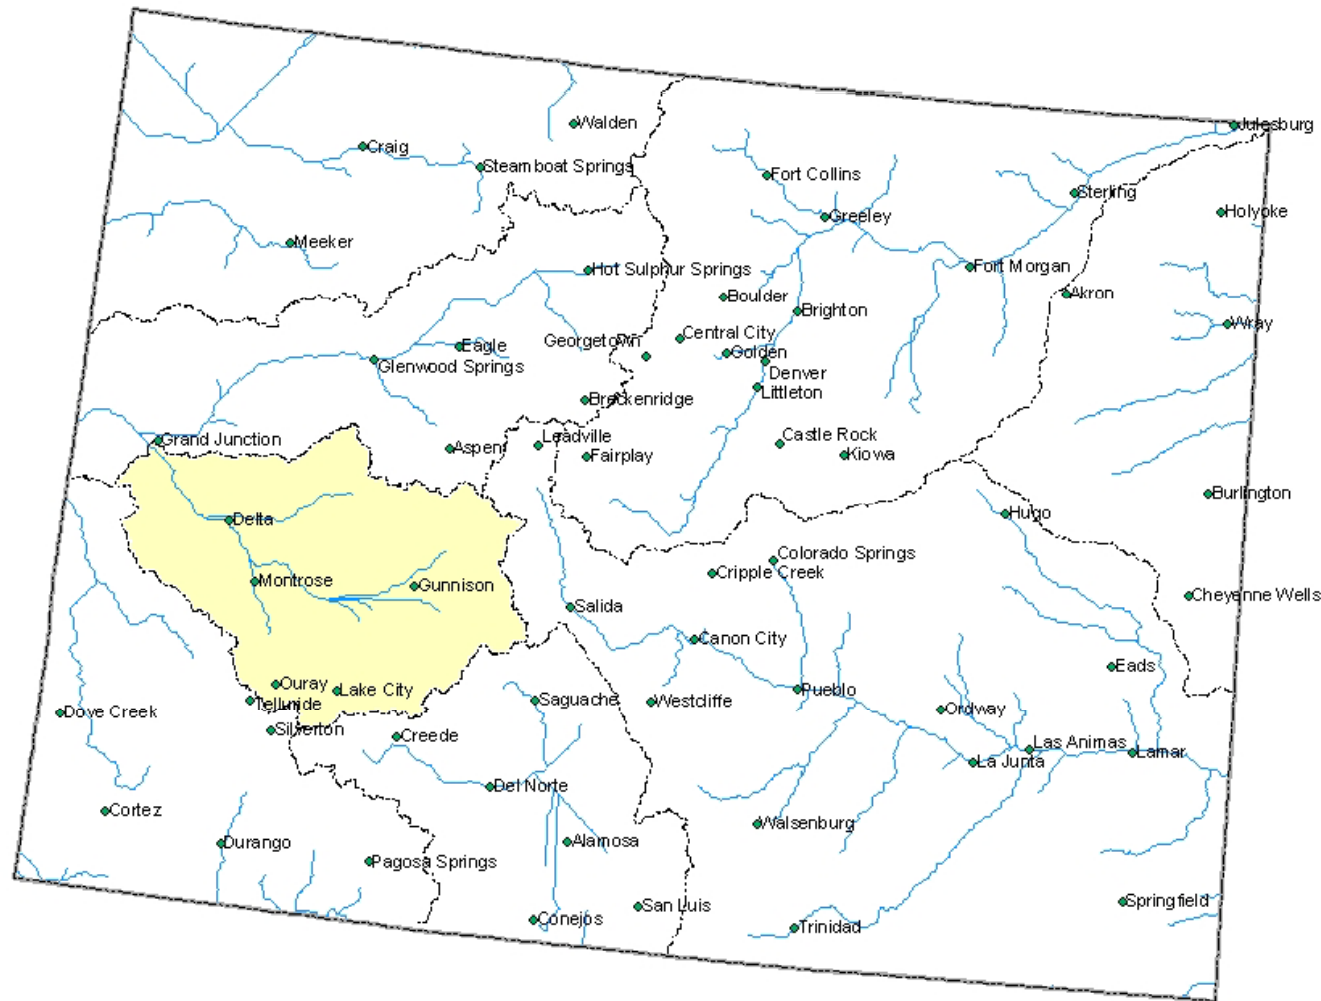 Julesburg
Walden
Craig
Steamboat Springs
Fort Collins
Sterling
Holyoke
Greeley
Meeker
Hot Sulphur Springs
Fort Morgan
Boulder
Akron
Brighton
Wray
Central City
Georgetown
Eagle
Golden
Glenwood Springs
Denver
Littleton
Breckenridge
Grand Junction
Leadville
Castle Rock
Aspen
Fairplay
Kiowa
Burlington
Delta
Hugo
Colorado Springs
Cripple Creek
Montrose
Gunnison
Cheyenne Wells
Salida
Canon City
Eads
Ouray
Lake City
Pueblo
Telluride
Saguache
Westcliffe
Dove Creek
Ordway
Silverton
Creede
Las Animas
Lamar
La Junta
Del Norte
Cortez
Walsenburg
Durango
Alamosa
Pagosa Springs
Springfield
San Luis
Conejos
Trinidad